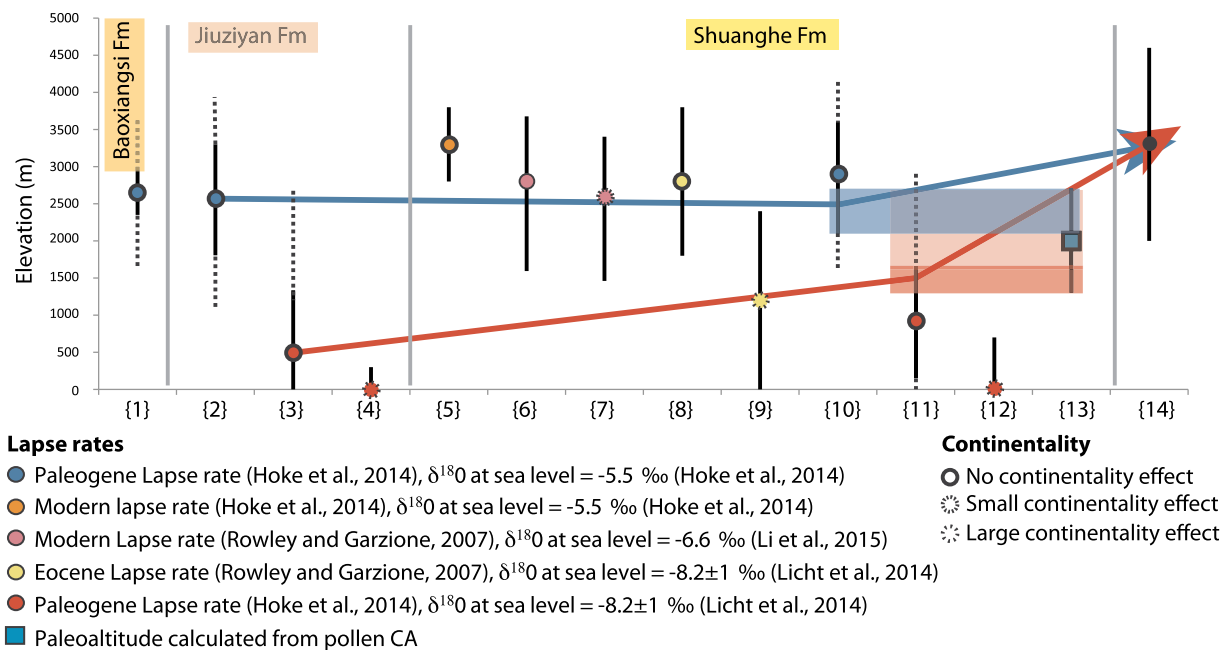 5000
4500
4000
3500
3000
2500
2000
1500
1000
500
0
Elevation (m)
Baoxiangsi Fm
Jiuziyan Fm
Shuanghe Fm
{1} {2} {3} {4} {5} {6} {7} {8} {9} {10} {11} {12} {13} {14}
Lapse rates
Paleogene Lapse rate (Hoke et al., 2014), δ¹⁸0 at sea level = -5.5 ‰ (Hoke et al., 2014)
Modern lapse rate (Hoke et al., 2014), δ¹⁸0 at sea level = -5.5 ‰ (Hoke et al., 2014)
Modern Lapse rate (Rowley and Garzione, 2007), δ¹⁸0 at sea level = -6.6 ‰ (Li et al., 2015)
Eocene Lapse rate (Rowley and Garzione, 2007), δ¹⁸0 at sea level = -8.2±1 ‰ (Licht et al., 2014)
Paleogene Lapse rate (Hoke et al., 2014), δ¹⁸0 at sea level = -8.2±1 ‰ (Licht et al., 2014)
Paleoaltitude calculated from pollen CA
Continentality
No continentality effect
Small continentality effect
Large continentality effect